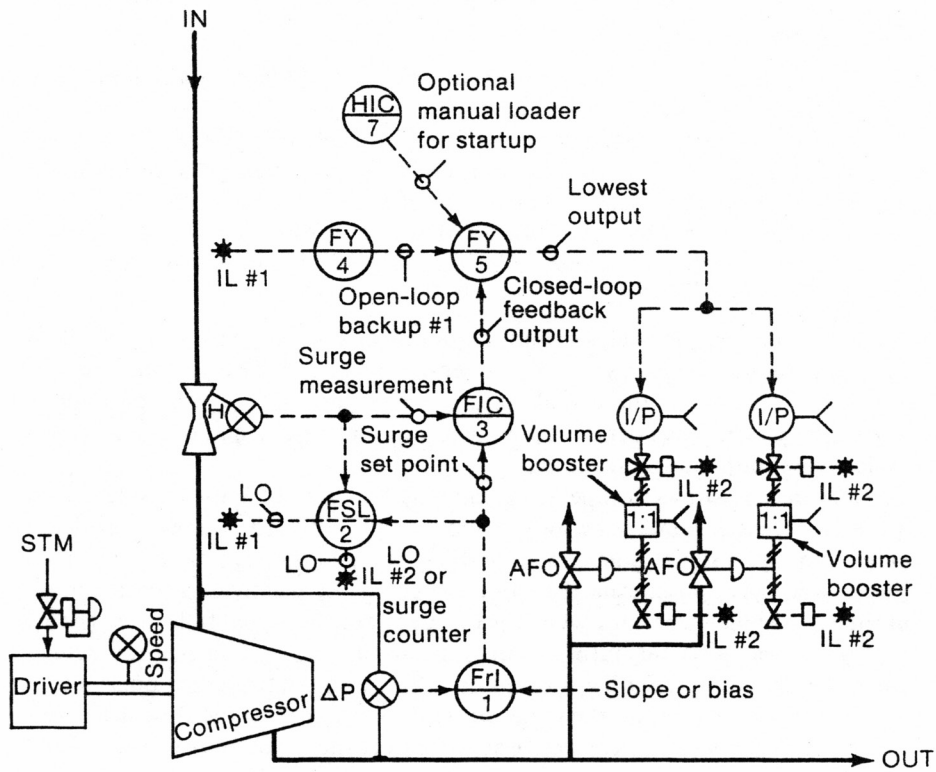 IN
Optional
manual loader
for startup
HIC
7
Lowest
output
FY
4
FY
5
IL #1
Open-loop
backup #1
Closed-loop
feedback
output
Surge
measurement
H
FIC
3
I/P
I/P
Surge
set point
Volume
booster
IL #2
IL #2
LO
FSL
2
IL #1
1:1
1:1
STM
LO
LO
IL #2 or
surge
counter
AFO
AFO
Volume
booster
IL #2
IL #2
Speed
Driver
Compressor
ΔP
FrI
1
Slope or bias
OUT